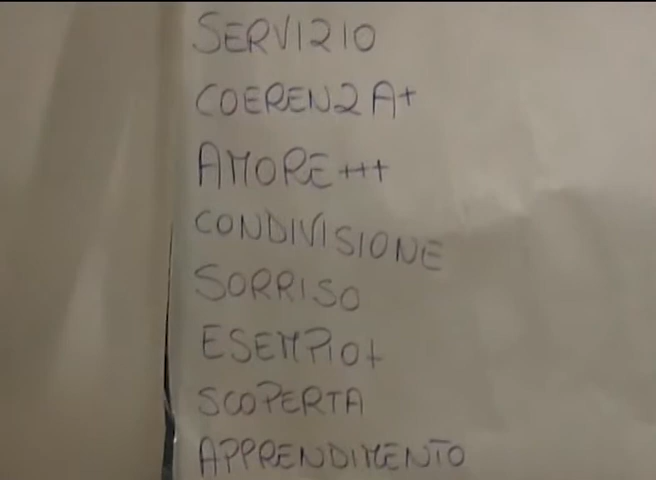 SERVIZIO
COERENZA+
AMORE+++
CONDIVISIONE
SORRISO
ESEMPIO+
SCOPERTA
APPRENDIMENTO